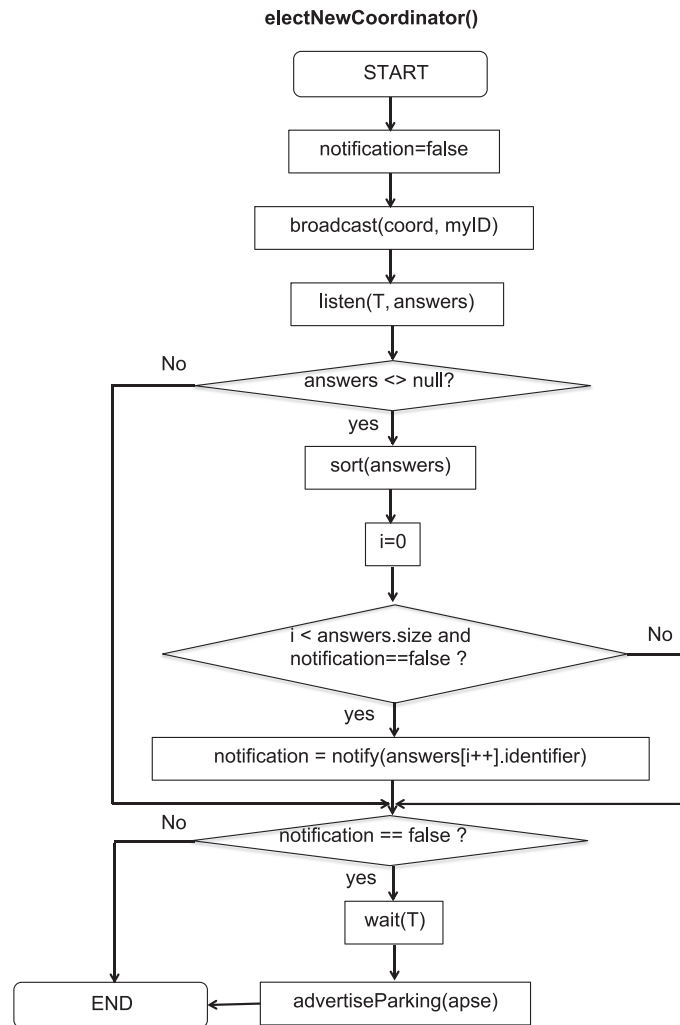 electNewCoordinator()
START
notification=false
broadcast(coord, myID)
listen(T, answers)
No
answers <> null?
yes
sort(answers)
i=0
i < answers.size and
notification==false ?
No
yes
notification = notify(answers[i++].identifier)
No
notification == false ?
yes
wait(T)
END
advertiseParking(apse)